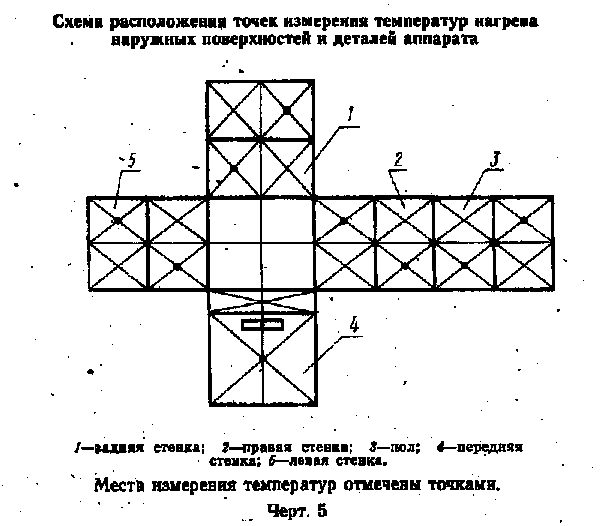 Схема расположения точек измерения температур нагрева
наружных поверхностей и деталей аппарата
1
5
2
3
4
1—задняя стенка; 2—правая стенка; 3—пол; 4—передняя
стенка; 5—левая стенка.
Места измерения температур отмечены точками.
Черт. 5